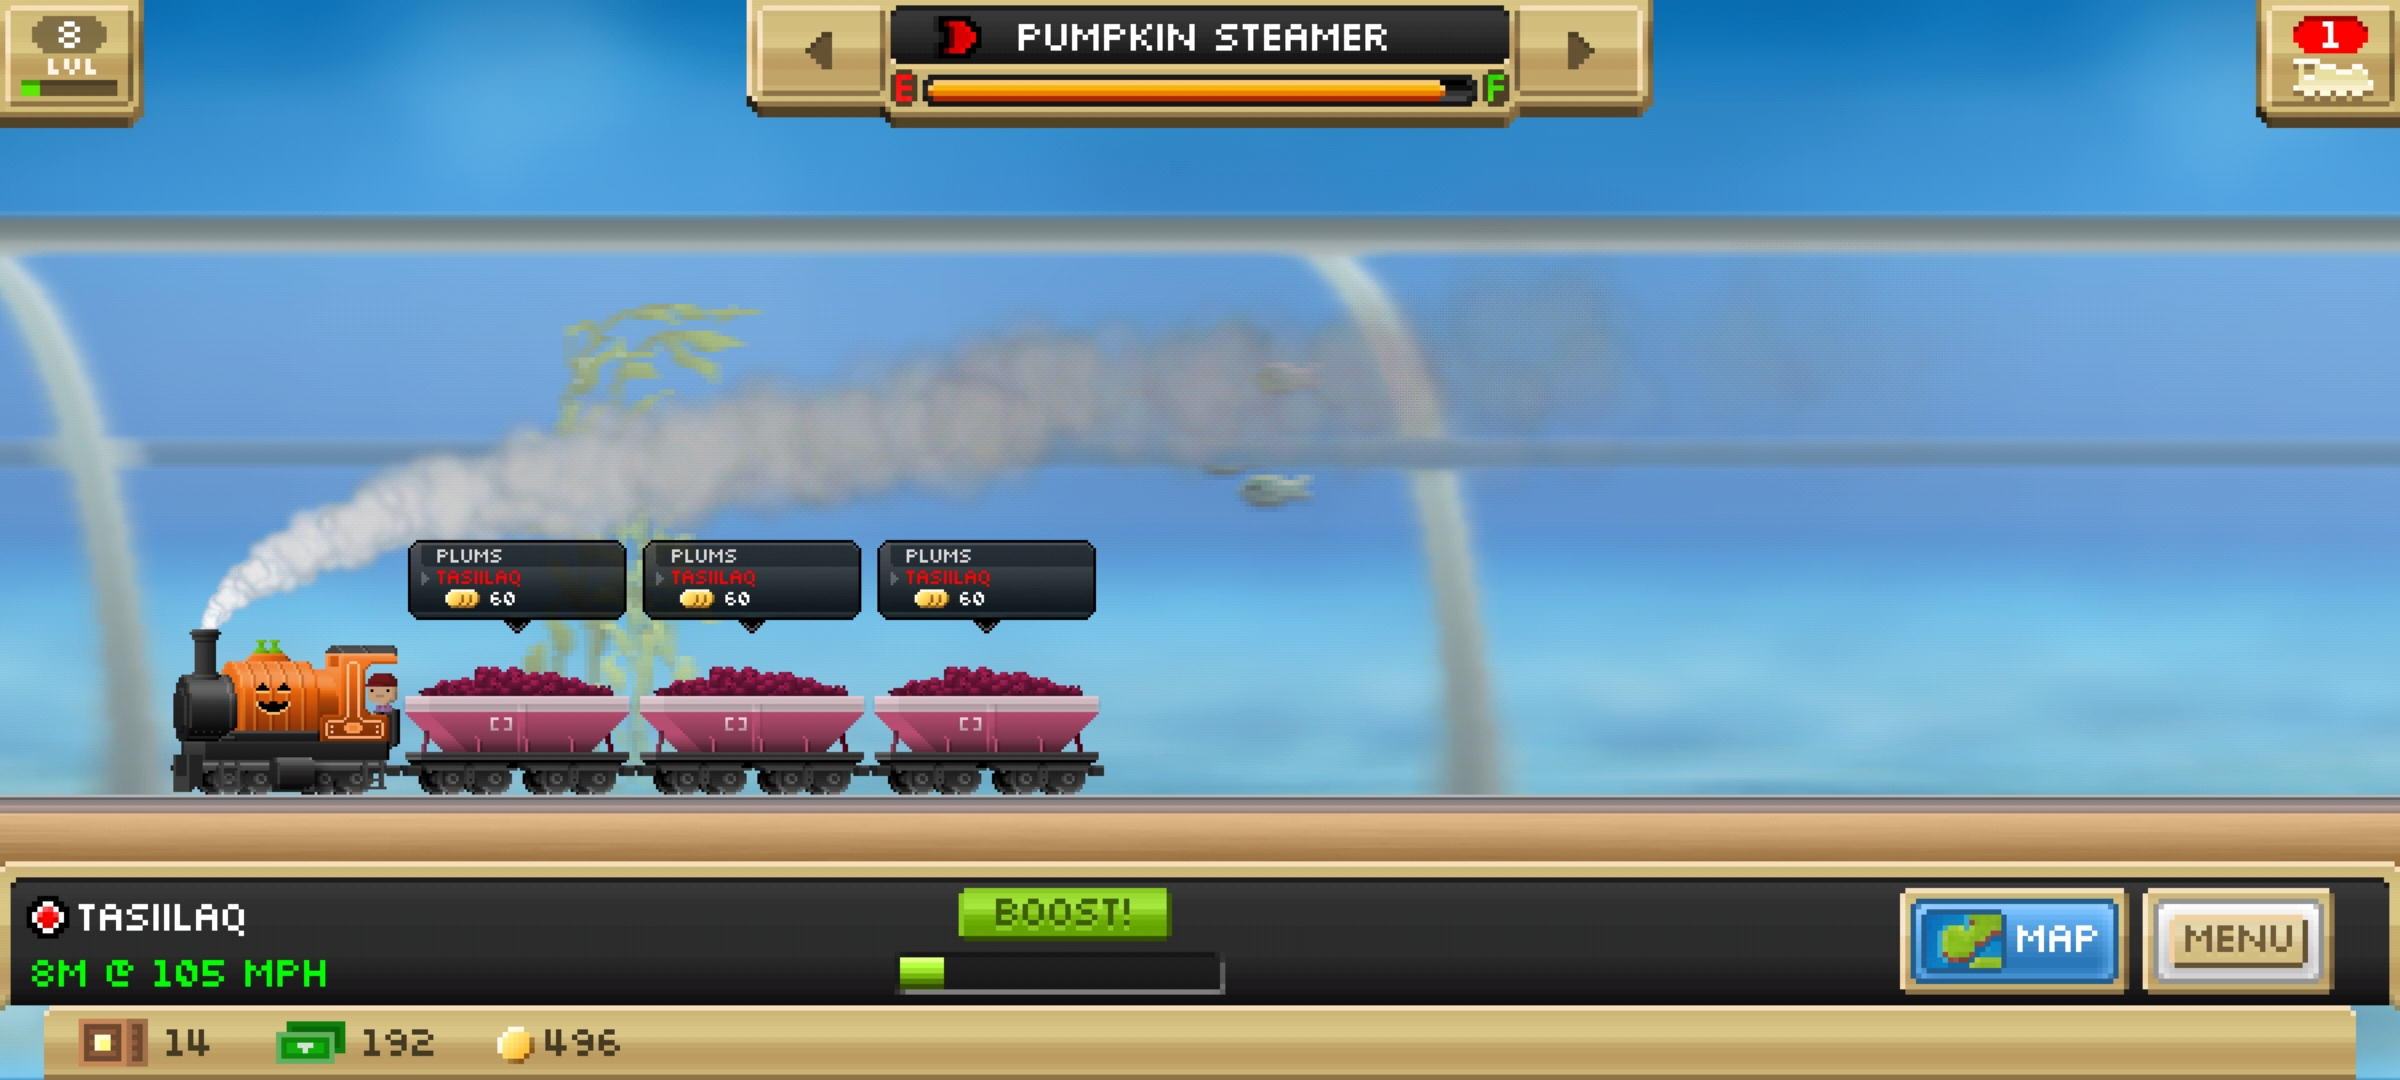 8
LVL
PUMPKIN STEAMER
E
F
1
PLUMS
TASIILAQ
60
PLUMS
TASIILAQ
60
PLUMS
TASIILAQ
60
TASIILAQ
8M @ 105 MPH
BOOST!
MAP
MENU
14
192
496